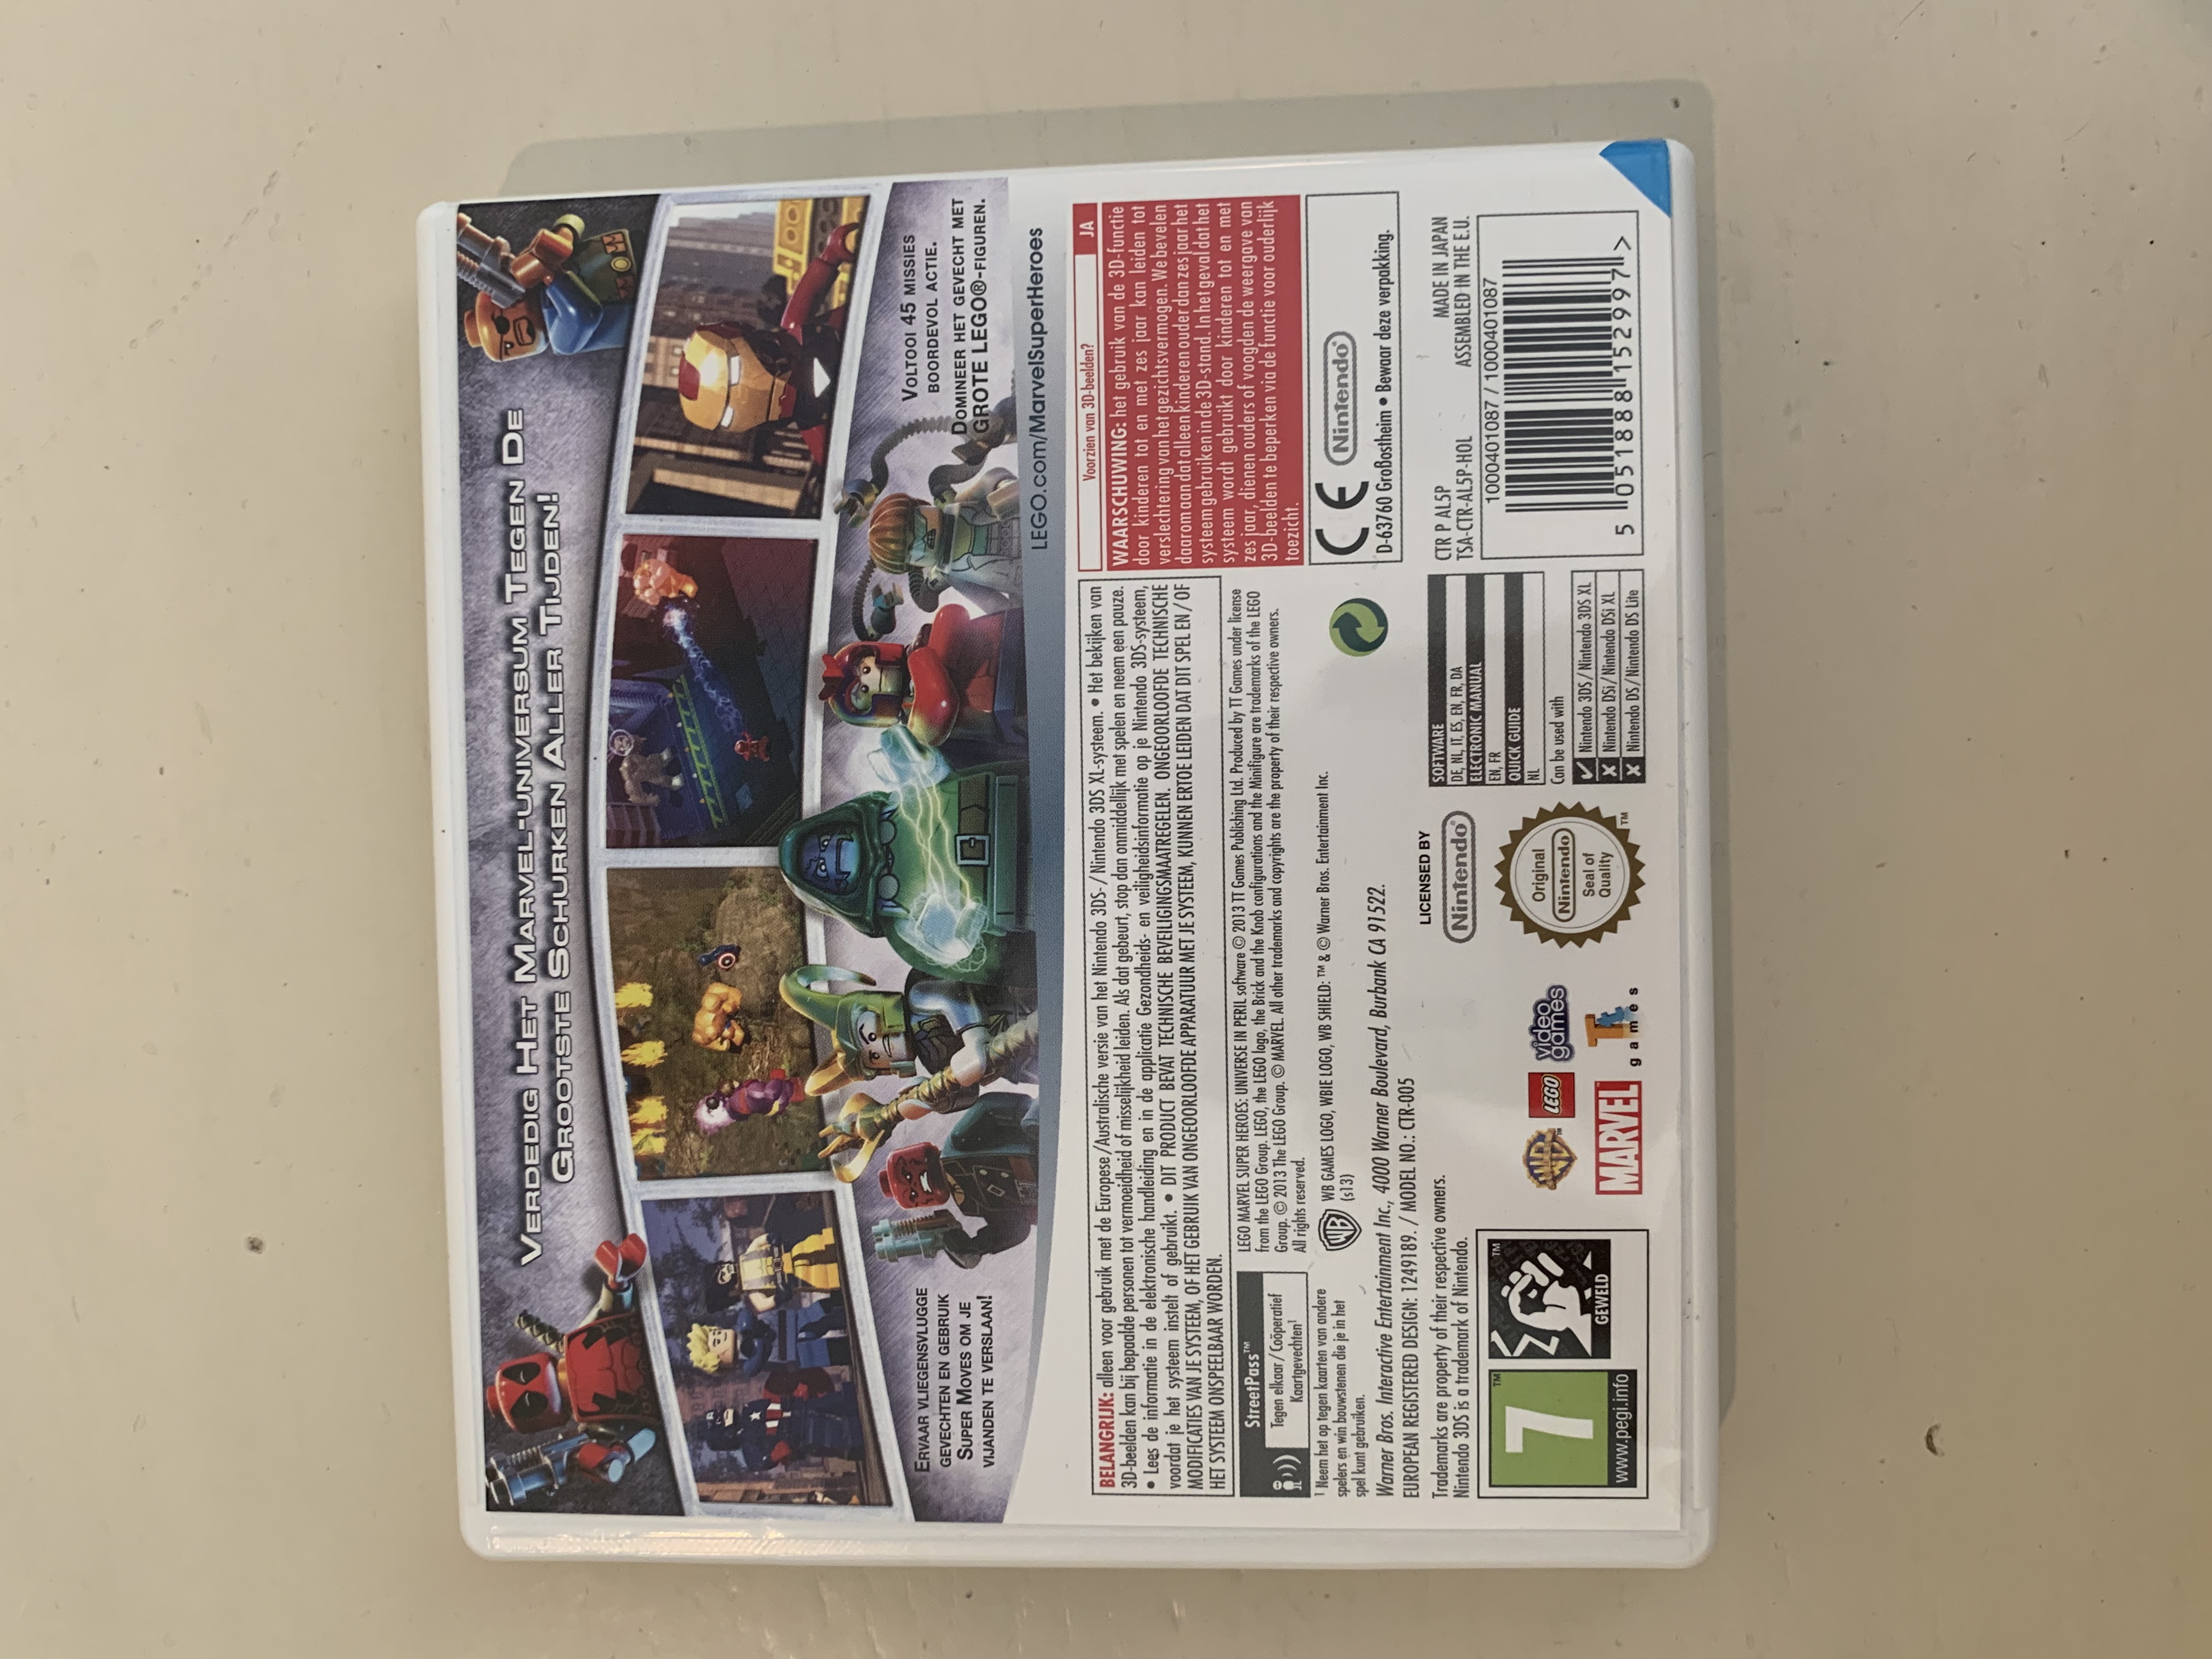 VERDEDIG HET MARVEL-UNIVERSUM TEGEN DE
GROOTSTE SCHURKEN ALLER TIJDEN!
ERVAAR VLIEGENSVLUGGE
GEVECHTEN EN GEBRUIK
SUPER MOVES OM JE
VIJANDEN TE VERSLAAN!
VOLTOOI 45 MISSIES
BOORDEVOL ACTIE.
DOMINEER HET GEVECHT MET
GROTE LEGO®-FIGUREN.
LEGO.com/MarvelSuperHeroes
BELANGRIJK: alleen voor gebruik met de Europese/Australische versie van het Nintendo 3DS-/Nintendo 3DS XL-systeem. • Het bekijken van
3D-beelden kan bij bepaalde personen tot vermoeidheid of misselijkheid leiden. Als dat gebeurt, stop dan onmiddellijk met spelen en neem een pauze.
• Lees de informatie in de elektronische handleiding en in de applicatie Gezondheids- en veiligheidsinformatie op je Nintendo 3DS-systeem,
voordat je het systeem instelt of gebruikt. • DIT PRODUCT BEVAT TECHNISCHE BEVEILIGINGSMAATREGELEN. ONGEOORLOOFDE TECHNISCHE
MODIFICATIES VAN JE SYSTEEM, OF HET GEBRUIK VAN ONGEOORLOOFDE APPARATUUR MET JE SYSTEEM, KUNNEN ERTOE LEIDEN DAT DIT SPEL EN/OF
HET SYSTEEM ONSPEELBAAR WORDEN.
Voorzien van 3D-beelden? JA
WAARSCHUWING: het gebruik van de 3D-functie
door kinderen tot en met zes jaar kan leiden tot
verslechtering van het gezichtsvermogen. We bevelen
daarom aan dat alleen kinderen ouder dan zes jaar het
systeem gebruiken in de 3D-stand. In het geval dat het
systeem wordt gebruikt door kinderen tot en met
zes jaar, dienen ouders of voogden de weergave van
3D-beelden te beperken via de functie voor ouderlijk
toezicht.
StreetPass™
Tegen elkaar/Coöperatief
Kaartgevechten¹
¹ Neem het op tegen kaarten van andere
spelers en win bouwstenen die je in het
spel kunt gebruiken.
LEGO MARVEL SUPER HEROES: UNIVERSE IN PERIL software © 2013 TT Games Publishing Ltd. Produced by TT Games under license
from the LEGO Group. LEGO, the LEGO logo, the Brick and the Knob configurations and the Minifigure are trademarks of the LEGO
Group. © 2013 The LEGO Group. © MARVEL. All other trademarks and copyrights are the property of their respective owners.
All rights reserved.
WB
WB GAMES LOGO, WBIE LOGO, WB SHIELD: ™ & © Warner Bros. Entertainment Inc.
(s13)
Warner Bros. Interactive Entertainment Inc., 4000 Warner Boulevard, Burbank CA 91522.
EUROPEAN REGISTERED DESIGN: 1249189. / MODEL NO.: CTR-005
Trademarks are property of their respective owners.
Nintendo 3DS is a trademark of Nintendo.
CE Nintendo®
D-63760 Großostheim • Bewaar deze verpakking.
7™
www.pegi.info
™
GEWELD
WB™ LEGO video games
MARVEL Tt games
LICENSED BY
Nintendo®
Original
Nintendo
Seal of
Quality
™
SOFTWARE
DE, NL, IT, ES, EN, FR, DA
ELECTRONIC MANUAL
EN, FR
QUICK GUIDE
NL
Can be used with
Nintendo 3DS/Nintendo 3DS XL
Nintendo DSi/Nintendo DSi XL
Nintendo DS/Nintendo DS Lite
CTR P AL5P MADE IN JAPAN
TSA-CTR-AL5P-HOL ASSEMBLED IN THE E.U.
1000401087 / 1000401087
5 051888 152997 >